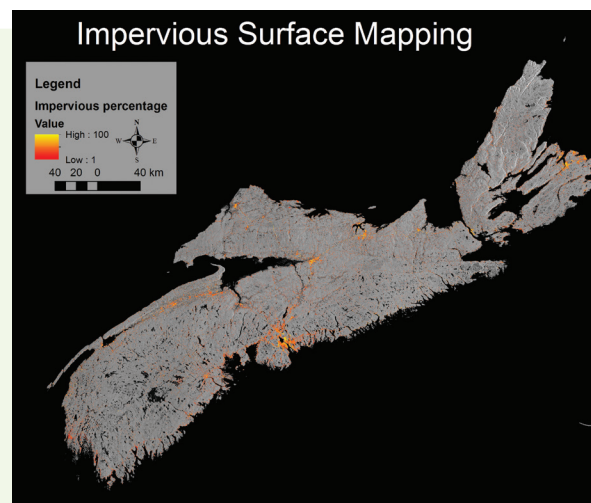 Impervious Surface Mapping
Legend
Impervious percentage
Value
High : 100
Low : 1
N
W E
S
40 20 0 40 km